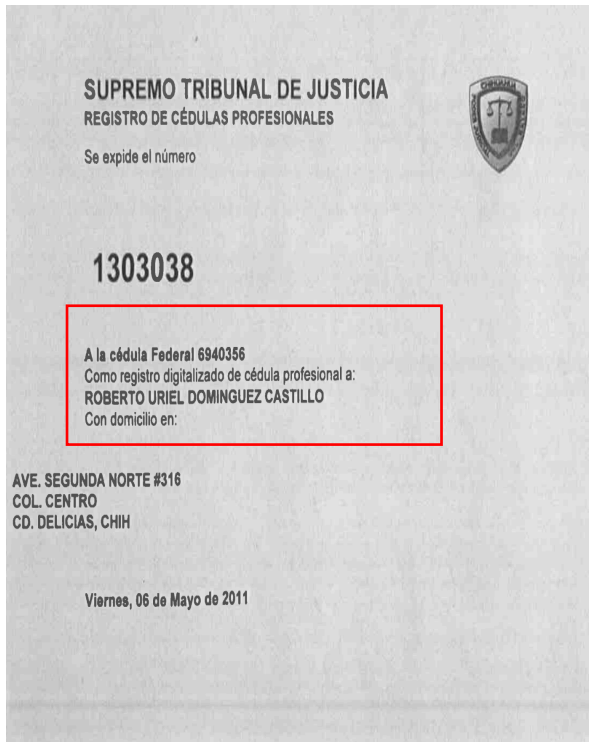 SUPREMO TRIBUNAL DE JUSTICIA
REGISTRO DE CÉDULAS PROFESIONALES
Se expide el número
1303038
A la cédula Federal 6940356
Como registro digitalizado de cédula profesional a:
ROBERTO URIEL DOMINGUEZ CASTILLO
Con domicilio en:
AVE. SEGUNDA NORTE #316
COL. CENTRO
CD. DELICIAS, CHIH
Viernes, 06 de Mayo de 2011